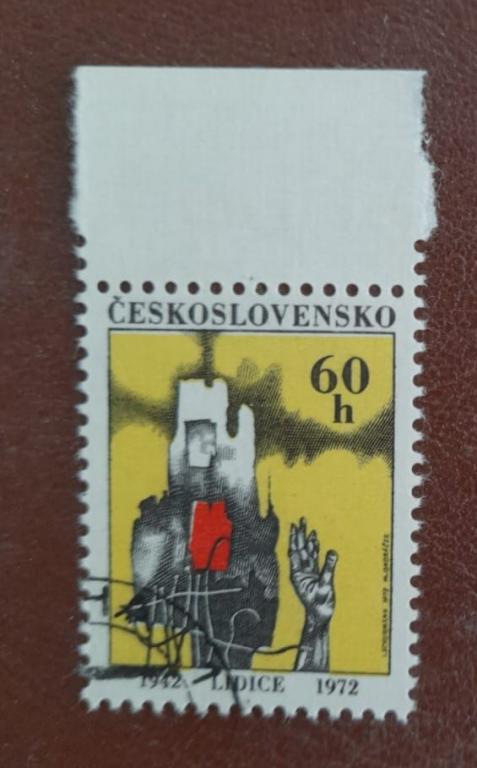 ČESKOSLOVENSKO
60
h
1942 LIDICE 1972